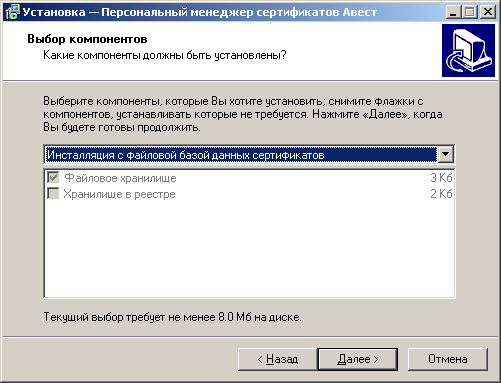 Установка — Персональный менеджер сертификатов Авест
Выбор компонентов
Какие компоненты должны быть установлены?
Выберите компоненты, которые Вы хотите установить; снимите флажки с
компонентов, устанавливать которые не требуется. Нажмите «Далее», когда
Вы будете готовы продолжить.
Инсталляция с файловой базой данных сертификатов
Файловое хранилище 3 Кб
Хранилище в реестре 2 Кб
Текущий выбор требует не менее 8.0 Мб на диске.
< Назад Далее > Отмена